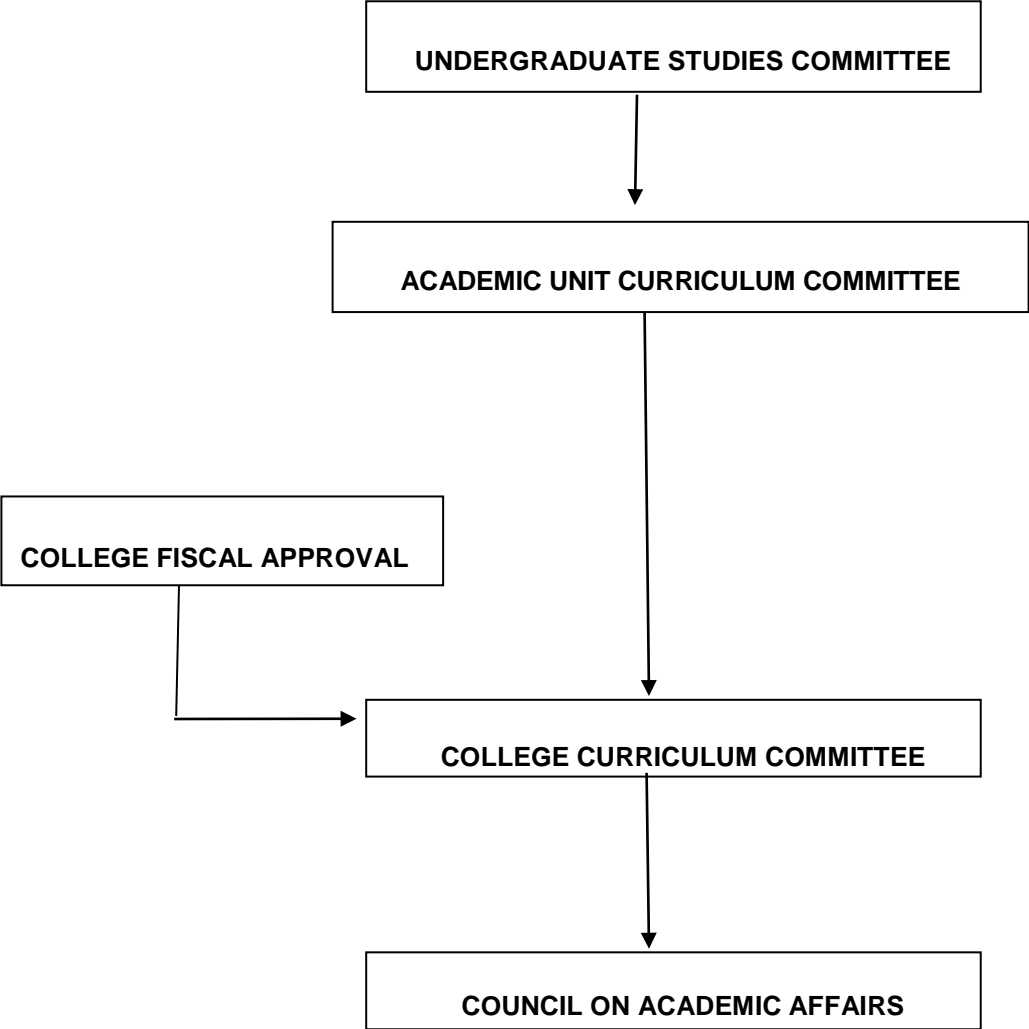 UNDERGRADUATE STUDIES COMMITTEE
ACADEMIC UNIT CURRICULUM COMMITTEE
COLLEGE FISCAL APPROVAL
COLLEGE CURRICULUM COMMITTEE
COUNCIL ON ACADEMIC AFFAIRS